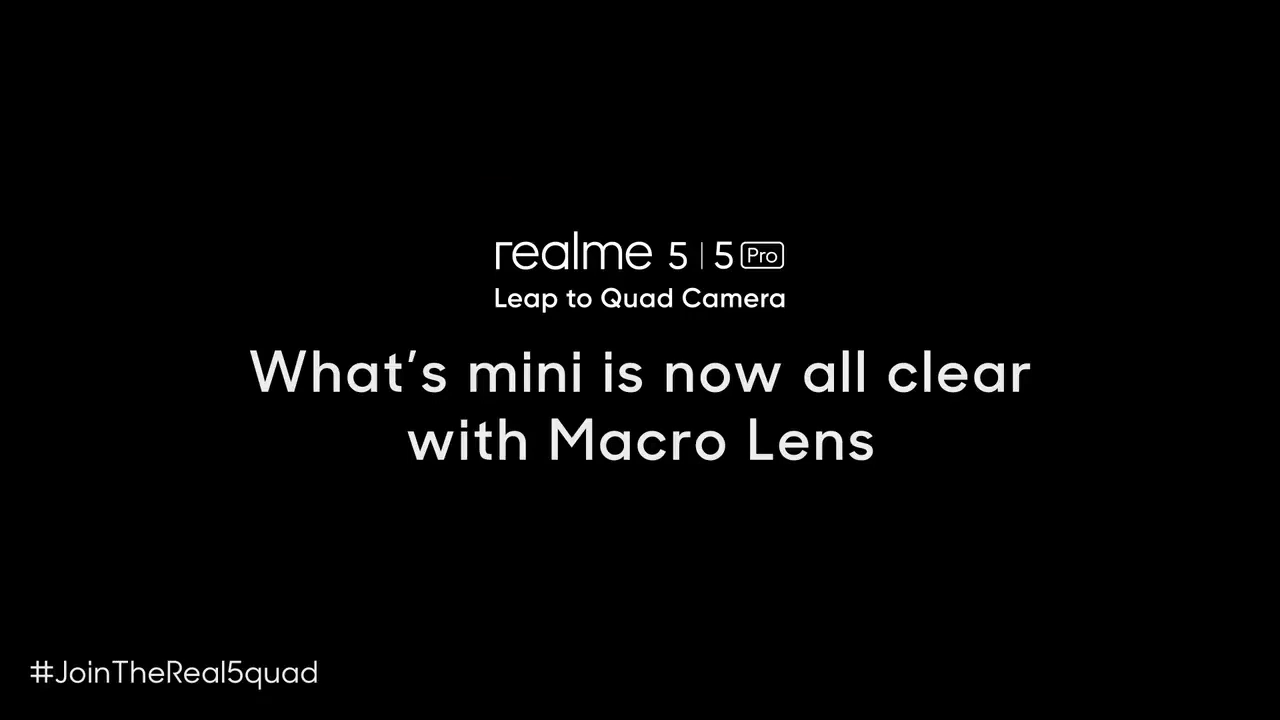 realme 5 | 5 Pro
Leap to Quad Camera
What's mini is now all clear
with Macro Lens
#JoinTheReal5quad